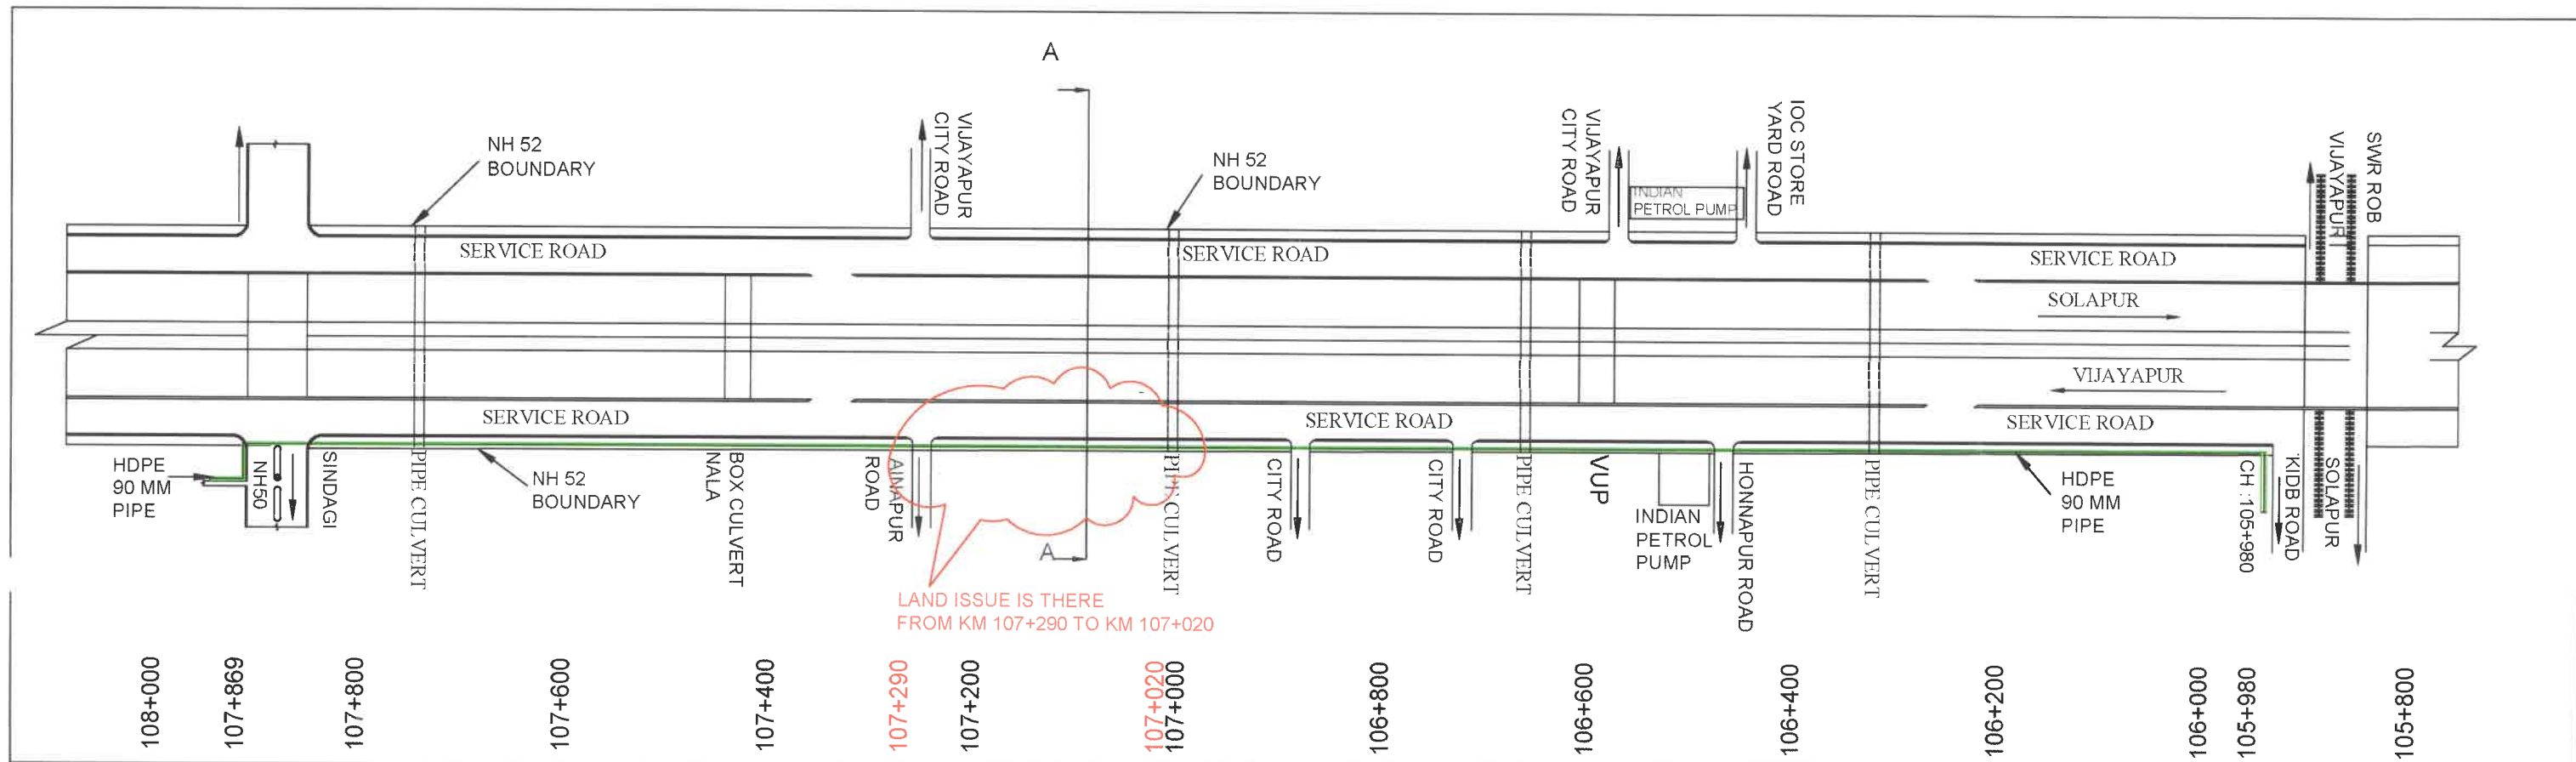 A
NH 52
BOUNDARY
VIJAYAPUR
CITY ROAD
NH 52
BOUNDARY
VIJAYAPUR
CITY ROAD
INDIAN
PETROL PUMP
IOC STORE
YARD ROAD
SWR ROB
VIJAYAPUR
SERVICE ROAD
SERVICE ROAD
SERVICE ROAD
SOLAPUR
VIJAYAPUR
SERVICE ROAD
SERVICE ROAD
SERVICE ROAD
HDPE
90 MM
PIPE
NH50
SINDAGI
PIPE CULVERT
NH 52
BOUNDARY
BOX CULVERT
NALA
AINAPUR
ROAD
A
PIPE CULVERT
CITY ROAD
CITY ROAD
PIPE CULVERT
VUP
INDIAN
PETROL
PUMP
HONNAPUR ROAD
PIPE CULVERT
HDPE
90 MM
PIPE
CH :105+980
KIDB ROAD
SOLAPUR
LAND ISSUE IS THERE
FROM KM 107+290 TO KM 107+020
108+000
107+869
107+800
107+600
107+400
107+290
107+200
107+020
107+000
106+800
106+600
106+400
106+200
106+000
105+980
105+800